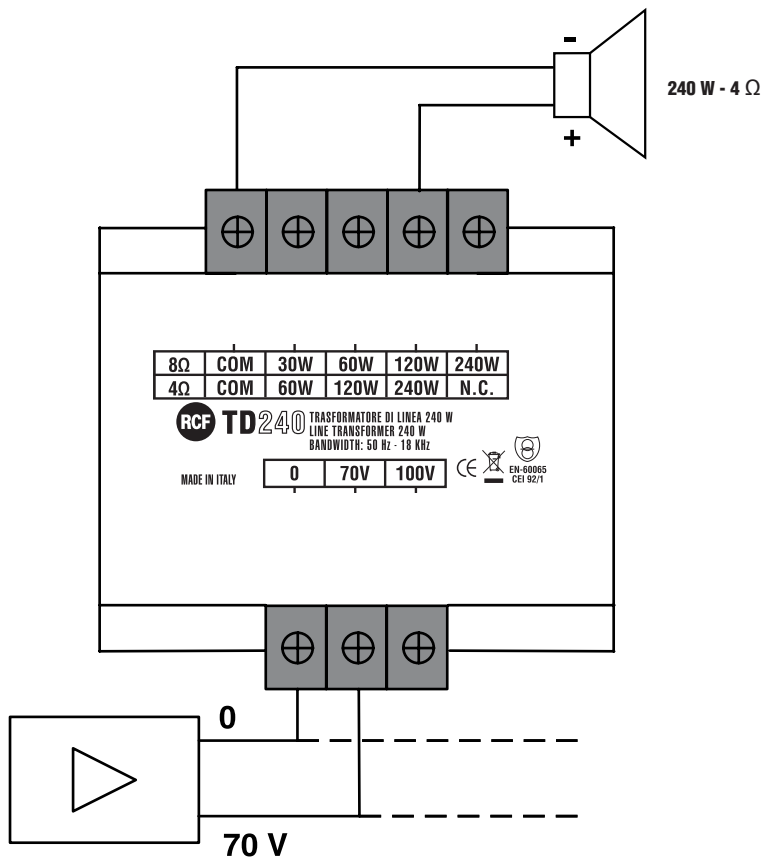 -
240 W - 4 Ω
+
8Ω COM 30W 60W 120W 240W
4Ω COM 60W 120W 240W N.C.
RCF TD240 TRASFORMATORE DI LINEA 240 W
LINE TRANSFORMER 240 W
BANDWIDTH: 50 Hz - 18 KHz
MADE IN ITALY
0 70V 100V
CE
EN-60065
CEI 92/1
0
70 V